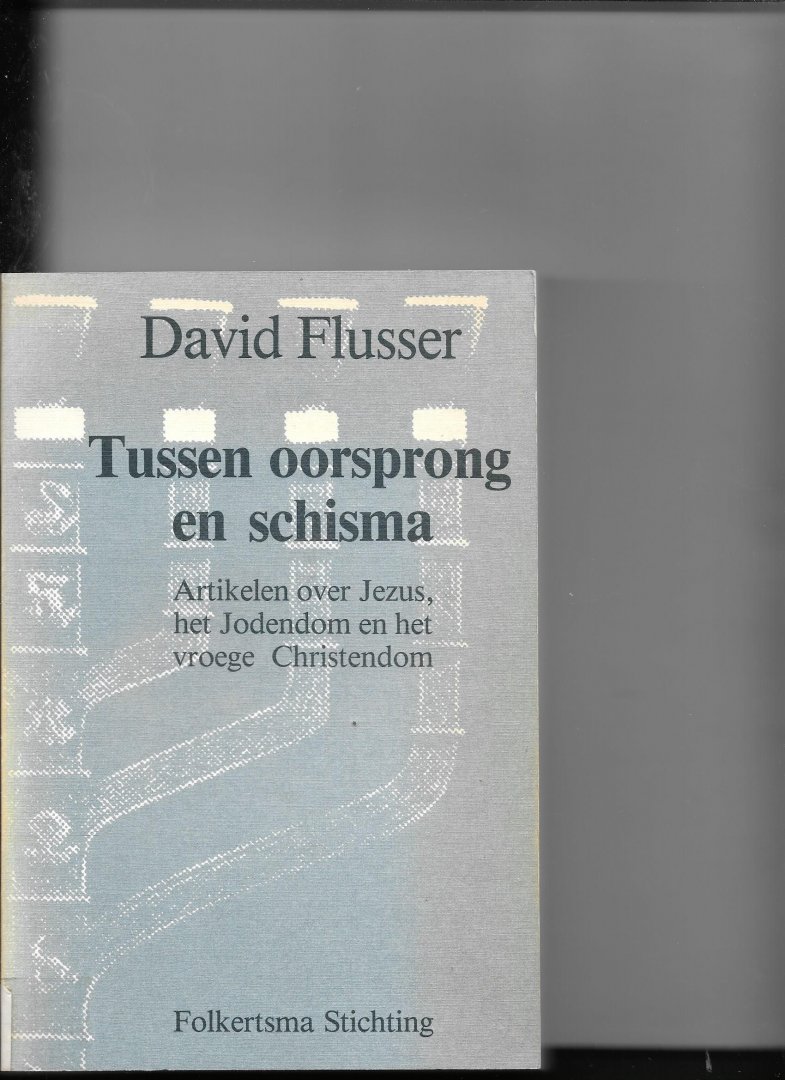 David Flusser
Tussen oorsprong
en schisma
Artikelen over Jezus,
het Jodendom en het
vroege Christendom
Folkertsma Stichting